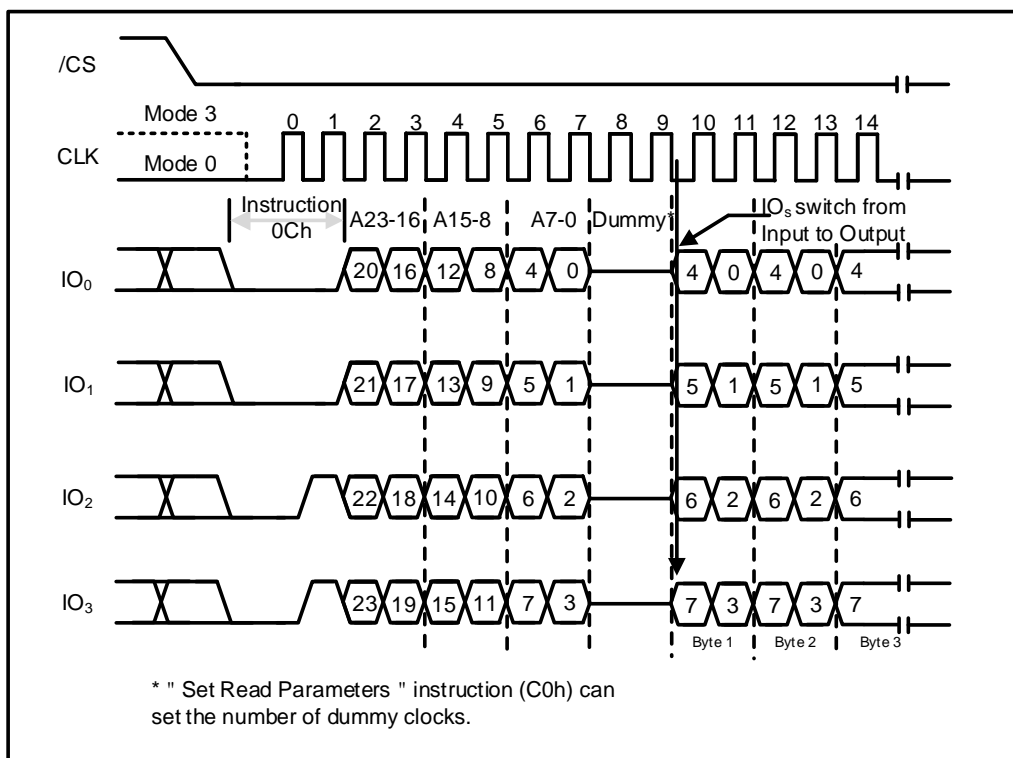 /CS
Mode 3
0 1 2 3 4 5 6 7 8 9 10 11 12 13 14
CLK
Mode 0
Instruction
0Ch
A23-16 A15-8 A7-0 Dummy*
IOs switch from
Input to Output
IO0
20 16 12 8 4 0 4 0 4 0 4
IO1
21 17 13 9 5 1 5 1 5 1 5
IO2
22 18 14 10 6 2 6 2 6 2 6
IO3
23 19 15 11 7 3 7 3 7 3 7
Byte 1 Byte 2 Byte 3
* " Set Read Parameters " instruction (C0h) can
set the number of dummy clocks.